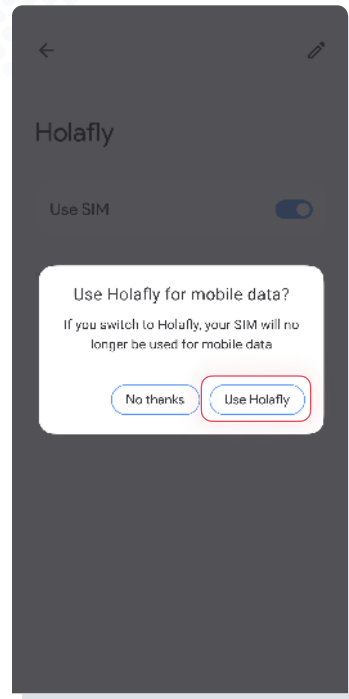 Holafly
Use SIM
Use Holafly for mobile data?
If you switch to Holafly, your SIM will no
longer be used for mobile data
No thanks
Use Holafly